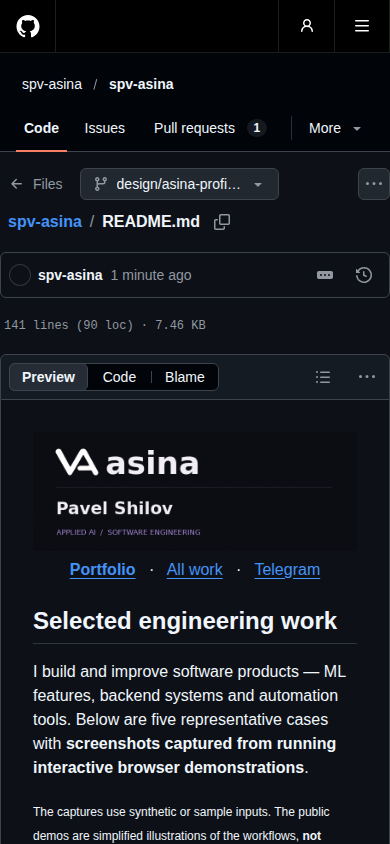 spv-asina / spv-asina
Code Issues Pull requests 1 More
Files design/asina-profi...
spv-asina / README.md
spv-asina 1 minute ago
141 lines (90 loc) · 7.46 KB
Preview Code Blame
asina
Pavel Shilov
APPLIED AI / SOFTWARE ENGINEERING
Portfolio · All work · Telegram
Selected engineering work
I build and improve software products — ML
features, backend systems and automation
tools. Below are five representative cases
with screenshots captured from running
interactive browser demonstrations.
The captures use synthetic or sample inputs. The public
demos are simplified illustrations of the workflows, not